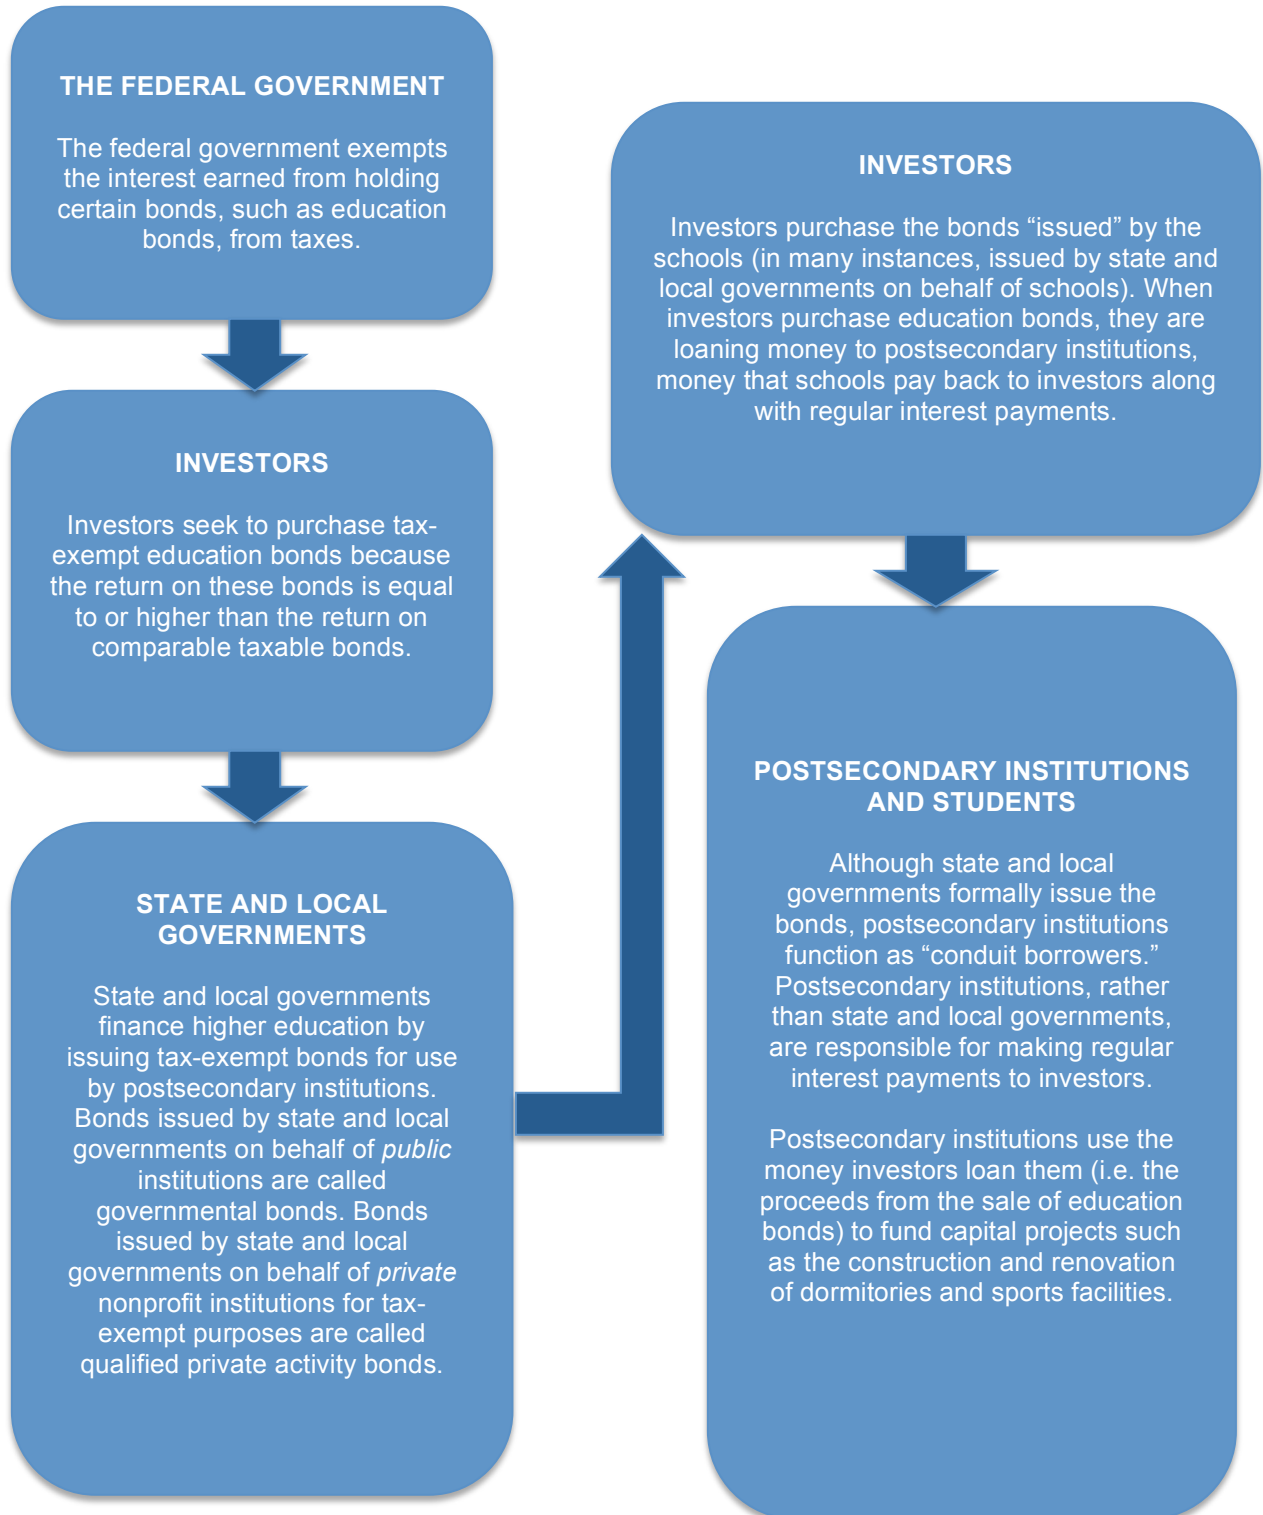 THE FEDERAL GOVERNMENT
The federal government exempts
the interest earned from holding
certain bonds, such as education
bonds, from taxes.
INVESTORS
Investors seek to purchase tax-
exempt education bonds because
the return on these bonds is equal
to or higher than the return on
comparable taxable bonds.
STATE AND LOCAL
GOVERNMENTS
State and local governments
finance higher education by
issuing tax-exempt bonds for use
by postsecondary institutions.
Bonds issued by state and local
governments on behalf of public
institutions are called
governmental bonds. Bonds
issued by state and local
governments on behalf of private
nonprofit institutions for tax-
exempt purposes are called
qualified private activity bonds.
INVESTORS
Investors purchase the bonds “issued” by the
schools (in many instances, issued by state and
local governments on behalf of schools). When
investors purchase education bonds, they are
loaning money to postsecondary institutions,
money that schools pay back to investors along
with regular interest payments.
POSTSECONDARY INSTITUTIONS
AND STUDENTS
Although state and local
governments formally issue the
bonds, postsecondary institutions
function as “conduit borrowers.”
Postsecondary institutions, rather
than state and local governments,
are responsible for making regular
interest payments to investors.
Postsecondary institutions use the
money investors loan them (i.e. the
proceeds from the sale of education
bonds) to fund capital projects such
as the construction and renovation
of dormitories and sports facilities.